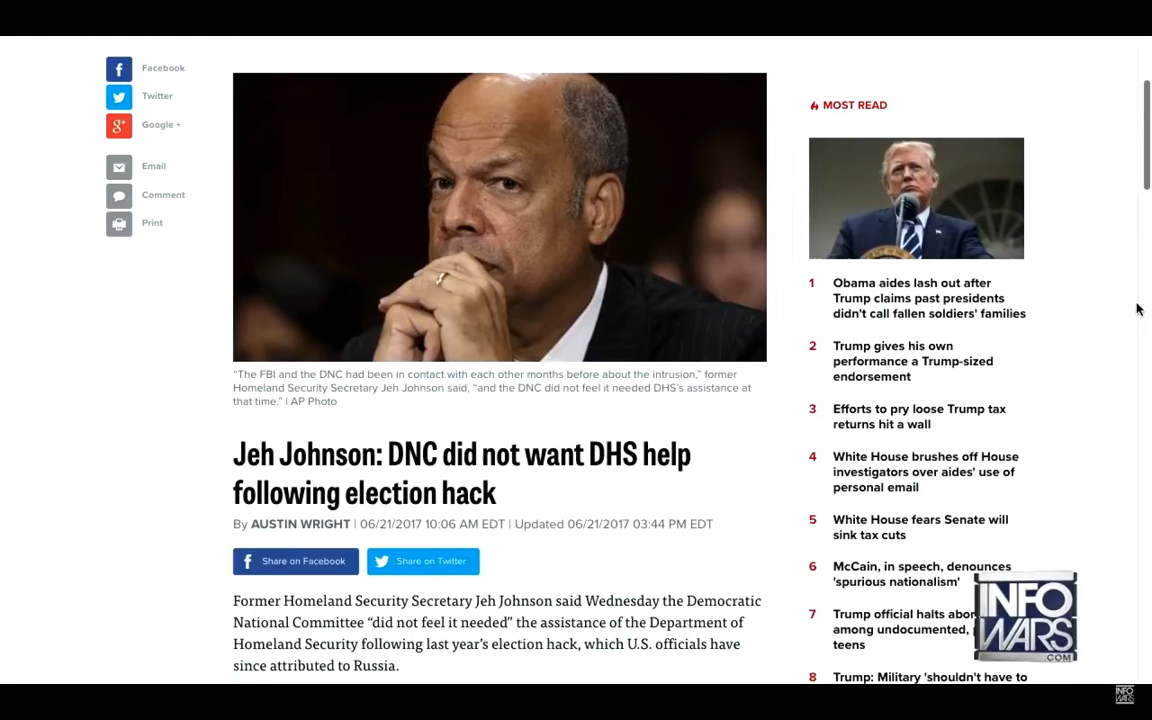 Facebook
Twitter
Google +
Email
Comment
Print
"The FBI and the DNC had been in contact with each other months before about the intrusion," former
Homeland Security Secretary Jeh Johnson said, "and the DNC did not feel it needed DHS's assistance at
that time." | AP Photo
Jeh Johnson: DNC did not want DHS help
following election hack
By AUSTIN WRIGHT | 06/21/2017 10:06 AM EDT | Updated 06/21/2017 03:44 PM EDT
Share on Facebook
Share on Twitter
Former Homeland Security Secretary Jeh Johnson said Wednesday the Democratic
National Committee “did not feel it needed” the assistance of the Department of
Homeland Security following last year’s election hack, which U.S. officials have
since attributed to Russia.
MOST READ
1 Obama aides lash out after
Trump claims past presidents
didn't call fallen soldiers' families
2 Trump gives his own
performance a Trump-sized
endorsement
3 Efforts to pry loose Trump tax
returns hit a wall
4 White House brushes off House
investigators over aides' use of
personal email
5 White House fears Senate will
sink tax cuts
6 McCain, in speech, denounces
'spurious nationalism'
7 Trump official halts
among undocumented,
teens
8 Trump: Military 'shouldn't have to
INFO
WARS
.COM
INFO
WARS